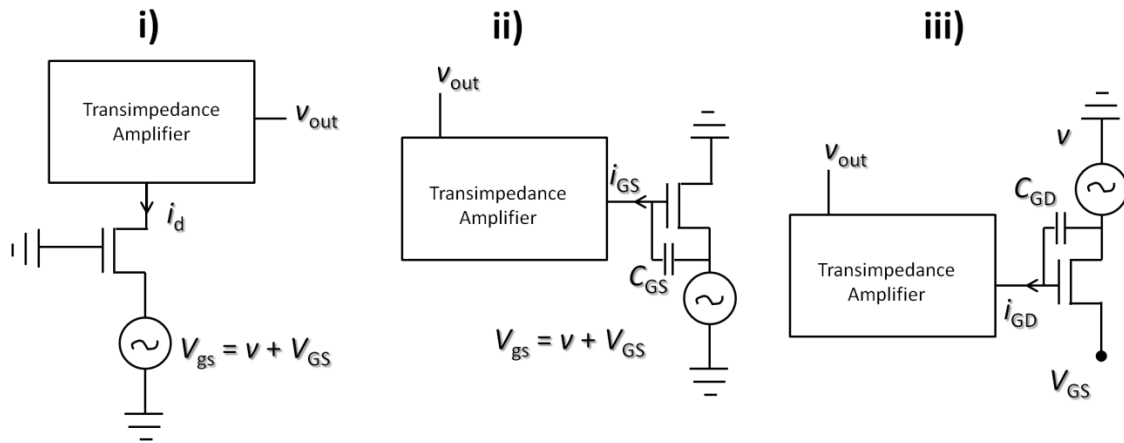 i)
Transimpedance
Amplifier
vout
id
Vgs = v + VGS
ii)
vout
Transimpedance
Amplifier
iGS
CGS
Vgs = v + VGS
iii)
v
vout
CGD
Transimpedance
Amplifier
iGD
VGS